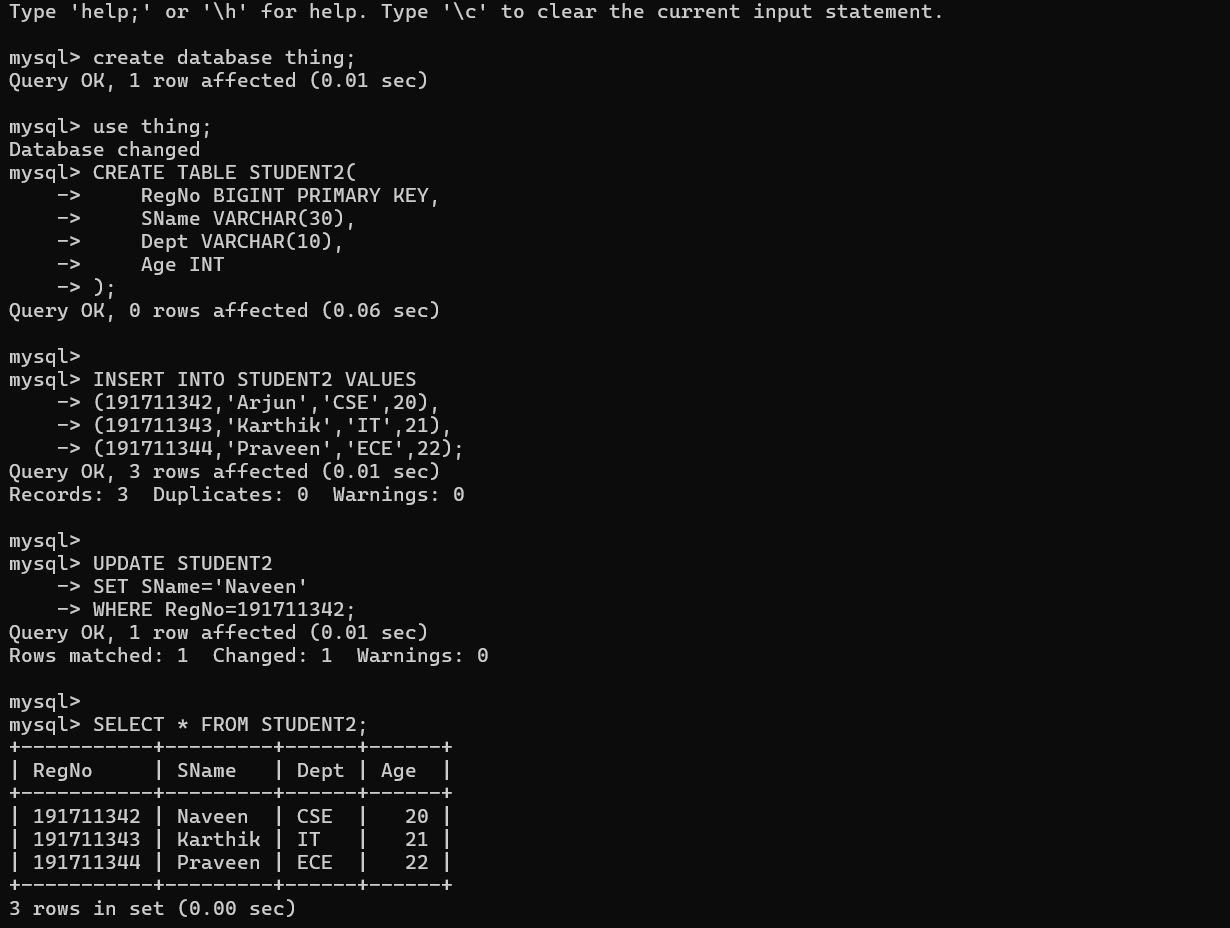 Type 'help;' or '\h' for help. Type '\c' to clear the current input statement.
mysql> create database thing;
Query OK, 1 row affected (0.01 sec)
mysql> use thing;
Database changed
mysql> CREATE TABLE STUDENT2(
    ->     RegNo BIGINT PRIMARY KEY,
    ->     SName VARCHAR(30),
    ->     Dept VARCHAR(10),
    ->     Age INT
    -> );
Query OK, 0 rows affected (0.06 sec)
mysql>
mysql> INSERT INTO STUDENT2 VALUES
    -> (191711342,'Arjun','CSE',20),
    -> (191711343,'Karthik','IT',21),
    -> (191711344,'Praveen','ECE',22);
Query OK, 3 rows affected (0.01 sec)
Records: 3  Duplicates: 0  Warnings: 0
mysql>
mysql> UPDATE STUDENT2
    -> SET SName='Naveen'
    -> WHERE RegNo=191711342;
Query OK, 1 row affected (0.01 sec)
Rows matched: 1  Changed: 1  Warnings: 0
mysql>
mysql> SELECT * FROM STUDENT2;
+-----------+---------+------+------+
| RegNo     | SName   | Dept | Age  |
+-----------+---------+------+------+
| 191711342 | Naveen  | CSE  |   20 |
| 191711343 | Karthik | IT   |   21 |
| 191711344 | Praveen | ECE  |   22 |
+-----------+---------+------+------+
3 rows in set (0.00 sec)